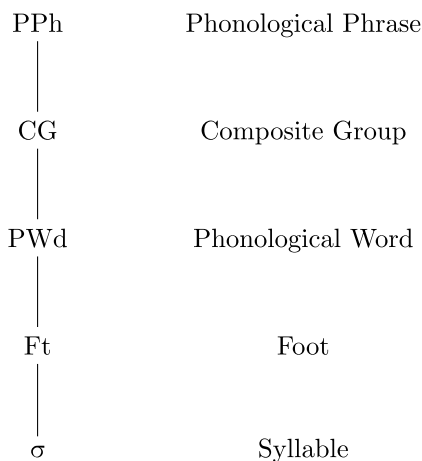 PPh Phonological Phrase
CG Composite Group
PWd Phonological Word
Ft Foot
σ Syllable